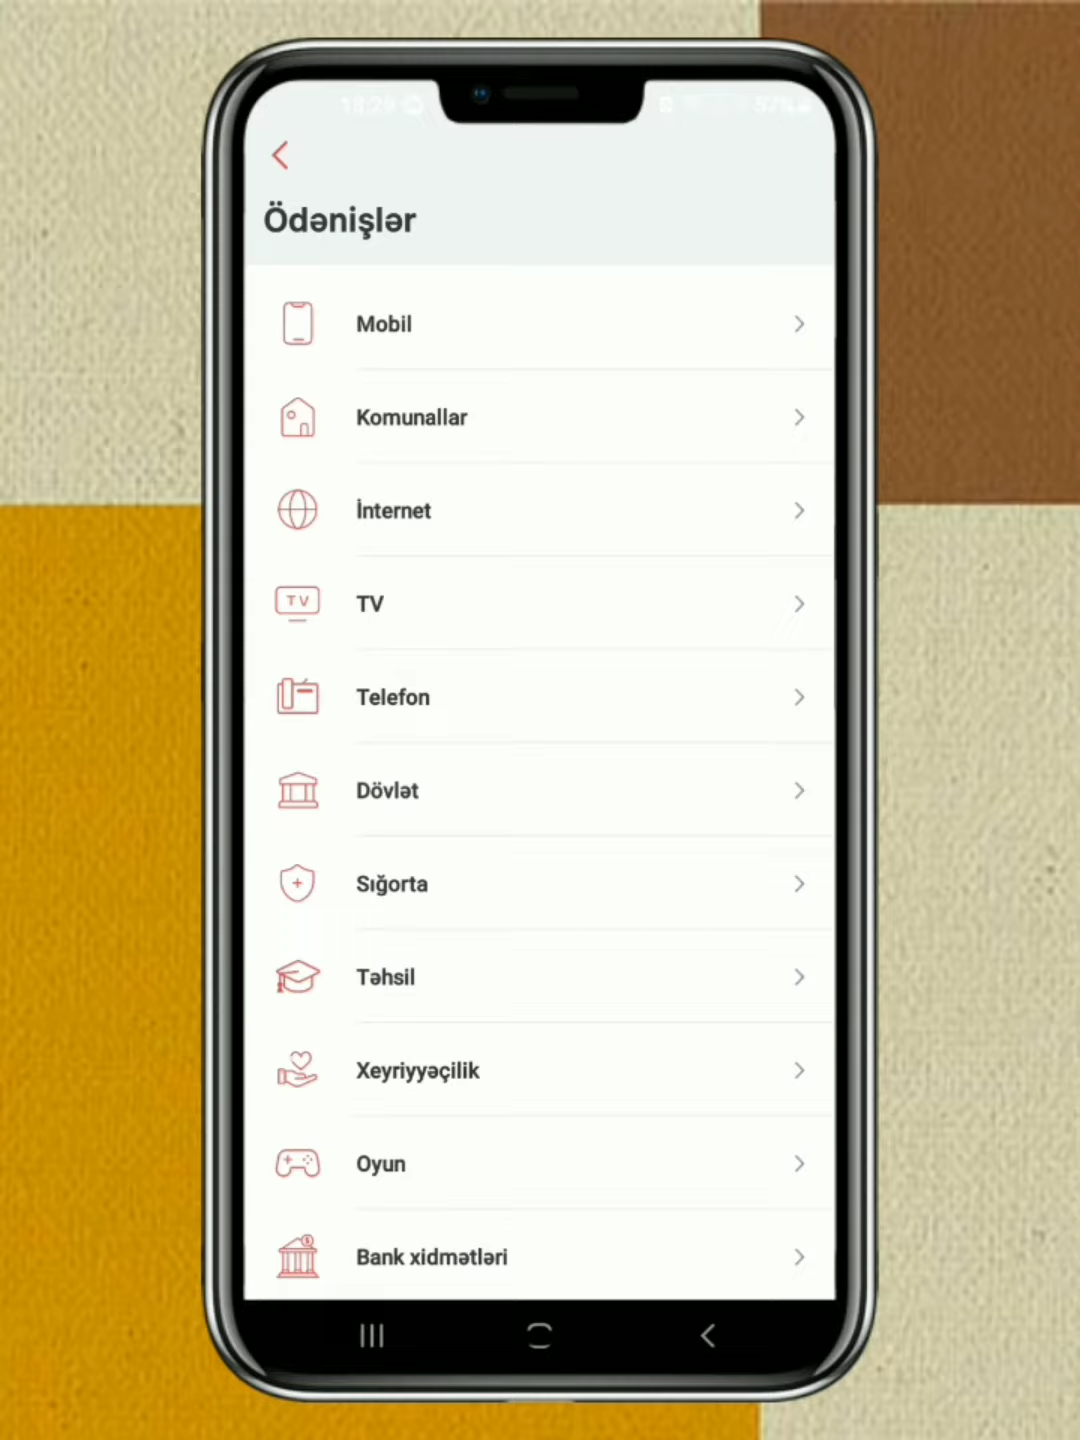 Ödənişlər
Mobil
Komunallar
İnternet
TV
TV
Telefon
Dövlət
Sığorta
Təhsil
Xeyriyyəçilik
Oyun
Bank xidmətləri